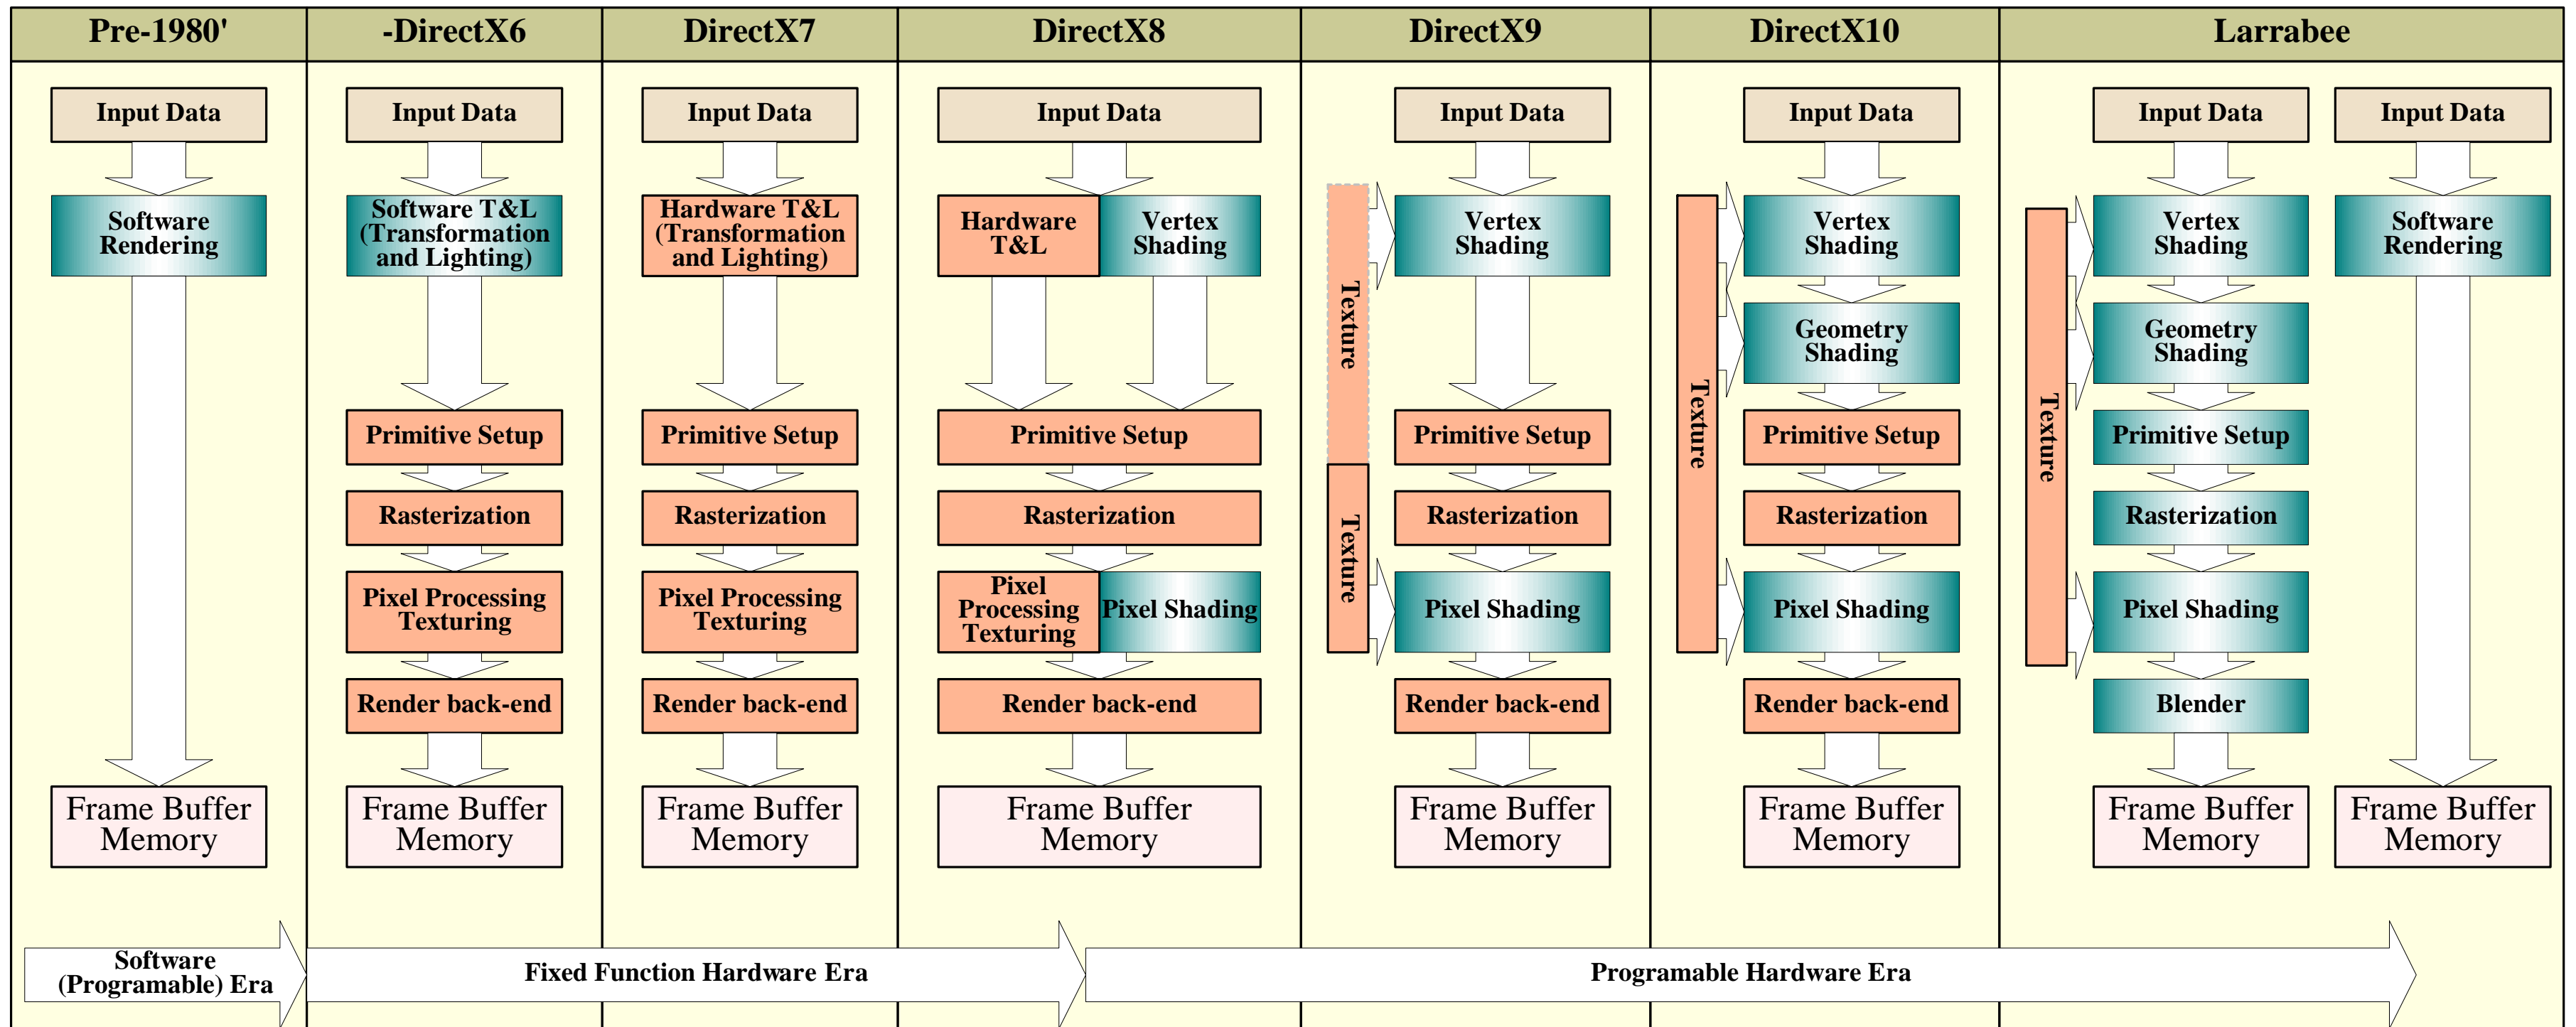 Pre-1980'
-DirectX6
DirectX7
DirectX8
DirectX9
DirectX10
Larrabee
Input Data
Software
Rendering
Frame Buffer
Memory
Input Data
Software T&L
(Transformation
and Lighting)
Primitive Setup
Rasterization
Pixel Processing
Texturing
Render back-end
Frame Buffer
Memory
Input Data
Hardware T&L
(Transformation
and Lighting)
Primitive Setup
Rasterization
Pixel Processing
Texturing
Render back-end
Frame Buffer
Memory
Input Data
Hardware
T&L
Vertex
Shading
Primitive Setup
Rasterization
Pixel
Processing
Texturing
Pixel Shading
Render back-end
Frame Buffer
Memory
Input Data
Texture
Vertex
Shading
Primitive Setup
Rasterization
Texture
Pixel Shading
Render back-end
Frame Buffer
Memory
Input Data
Texture
Vertex
Shading
Geometry
Shading
Primitive Setup
Rasterization
Pixel Shading
Render back-end
Frame Buffer
Memory
Input Data
Texture
Vertex
Shading
Geometry
Shading
Primitive Setup
Rasterization
Pixel Shading
Blender
Frame Buffer
Memory
Input Data
Software
Rendering
Frame Buffer
Memory
Software
(Programable) Era
Fixed Function Hardware Era
Programable Hardware Era